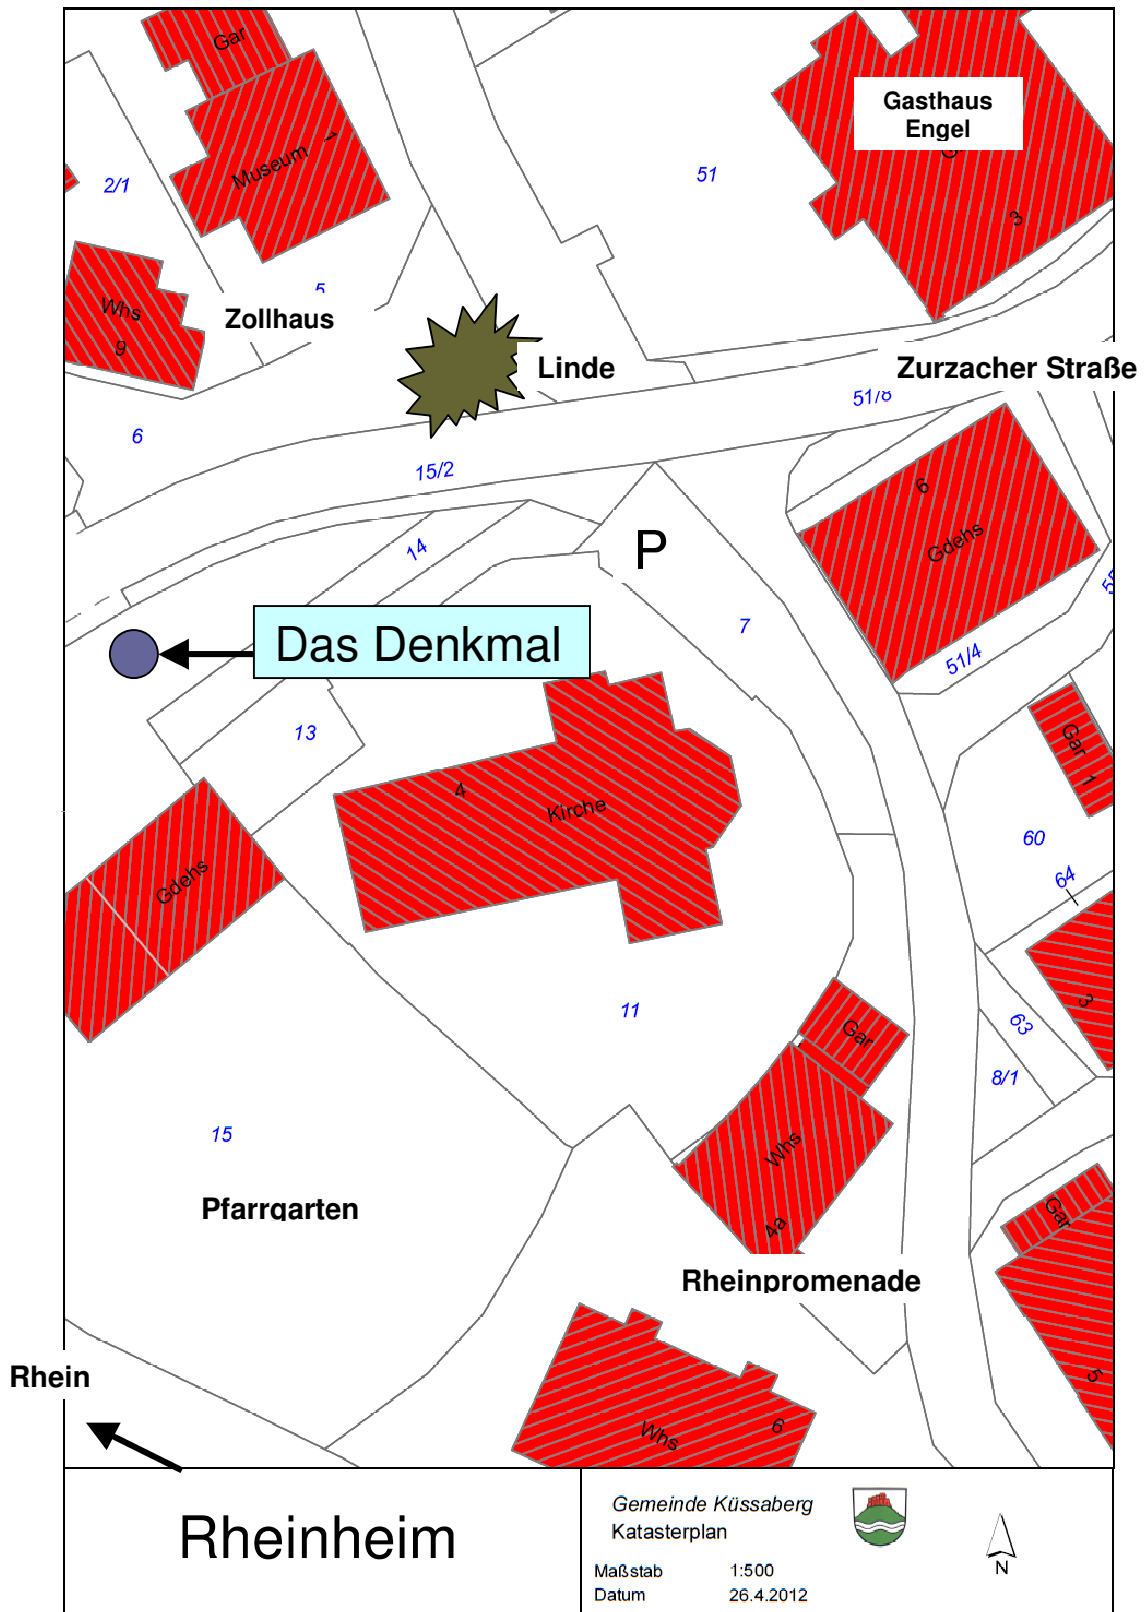 Gar
Gasthaus
Engel
Museum
1
51
2/1
3
5
Whs
9
Zollhaus
Linde
Zurzacher Straße
51/8
6
15/2
6
14
P
Gdehs
7
Das Denkmal
51/4
13
Gar
1
4
Kirche
60
Gdehs
64
3
11
63
Gar
8/1
15
Whs
Pfarrgarten
4a
Gar
Rheinpromenade
Rhein
5
6
Whs
Rheinheim
Gemeinde Küssaberg
Katasterplan
Maßstab 1:500
Datum 26.4.2012
N